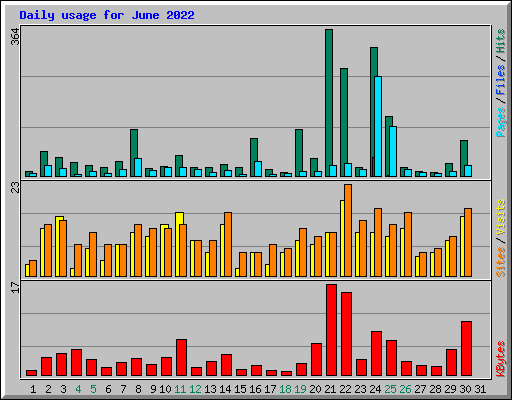 Daily usage for June 2022
364
Pages / Files / Hits
23
Sites / Visits
17
KBytes
1 2 3 4 5 6 7 8 9 10 11 12 13 14 15 16 17 18 19 20 21 22 23 24 25 26 27 28 29 30 31